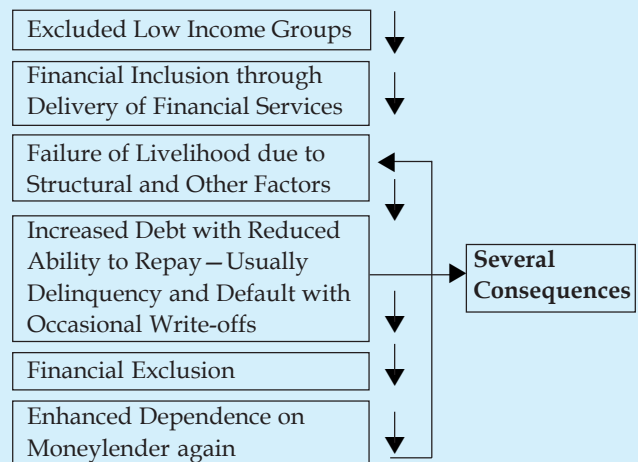 Excluded Low Income Groups
Financial Inclusion through
Delivery of Financial Services
Failure of Livelihood due to
Structural and Other Factors
Increased Debt with Reduced
Ability to Repay—Usually
Delinquency and Default with
Occasional Write-offs
Several
Consequences
Financial Exclusion
Enhanced Dependence on
Moneylender again